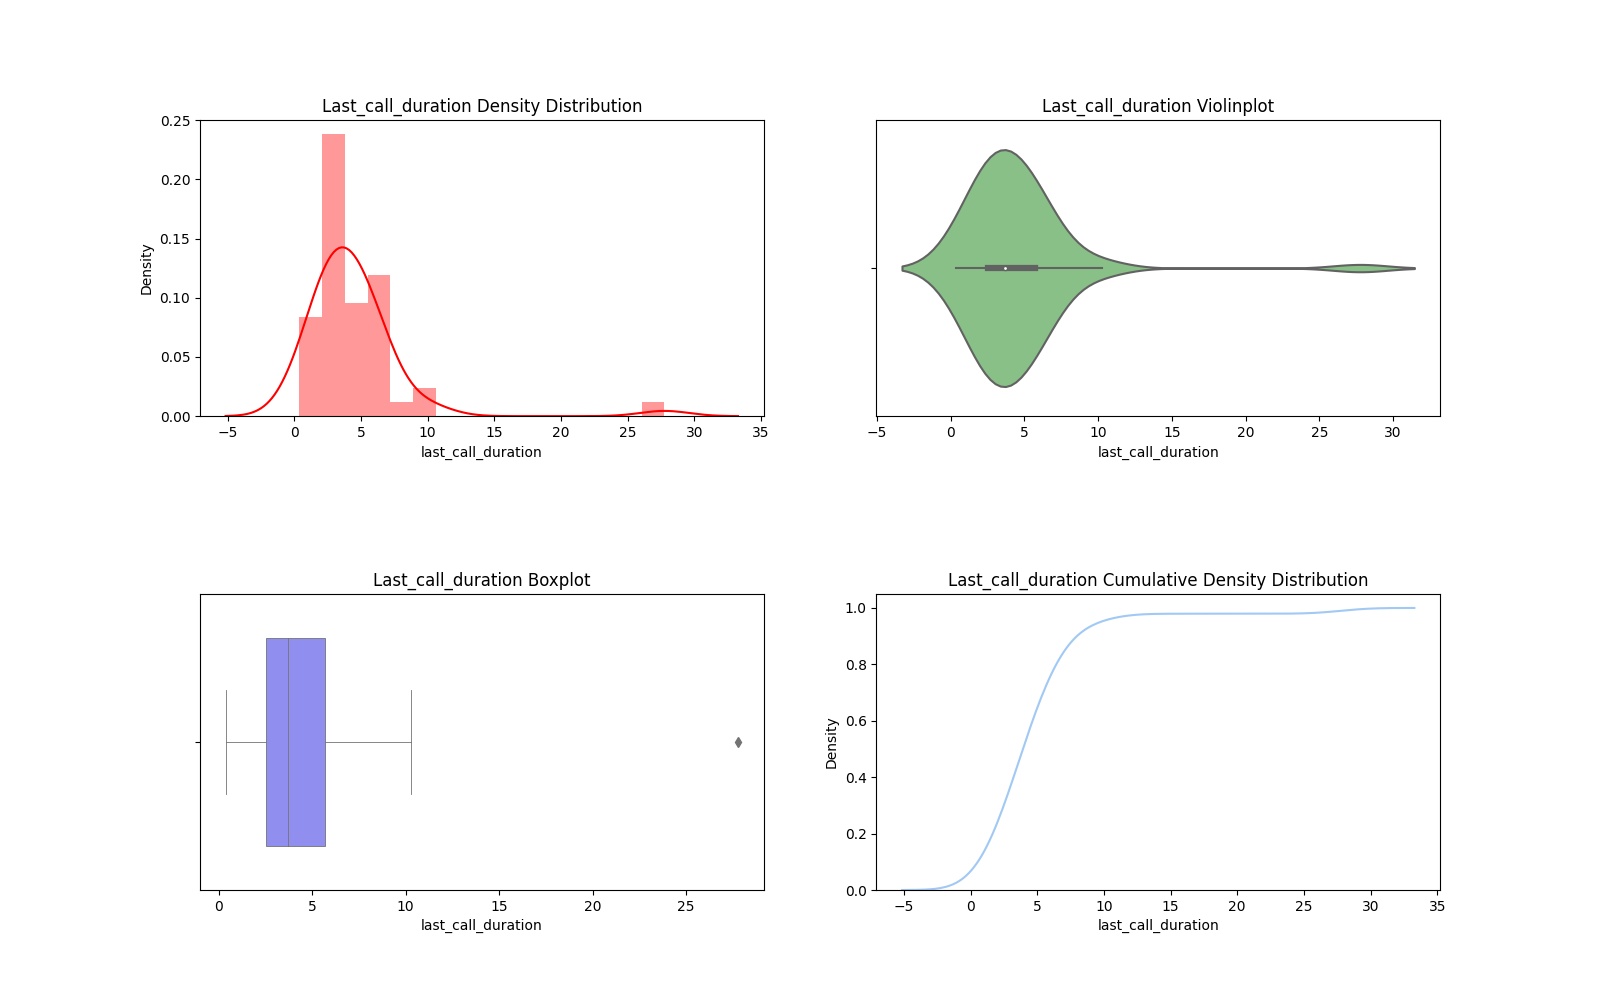 Last_call_duration Density Distribution
0.25
0.20
0.15
0.10
0.05
0.00
Density
−5 0 5 10 15 20 25 30 35
last_call_duration
Last_call_duration Violinplot
−5 0 5 10 15 20 25 30
last_call_duration
Last_call_duration Boxplot
0 5 10 15 20 25
last_call_duration
Last_call_duration Cumulative Density Distribution
1.0
0.8
0.6
0.4
0.2
0.0
Density
−5 0 5 10 15 20 25 30 35
last_call_duration